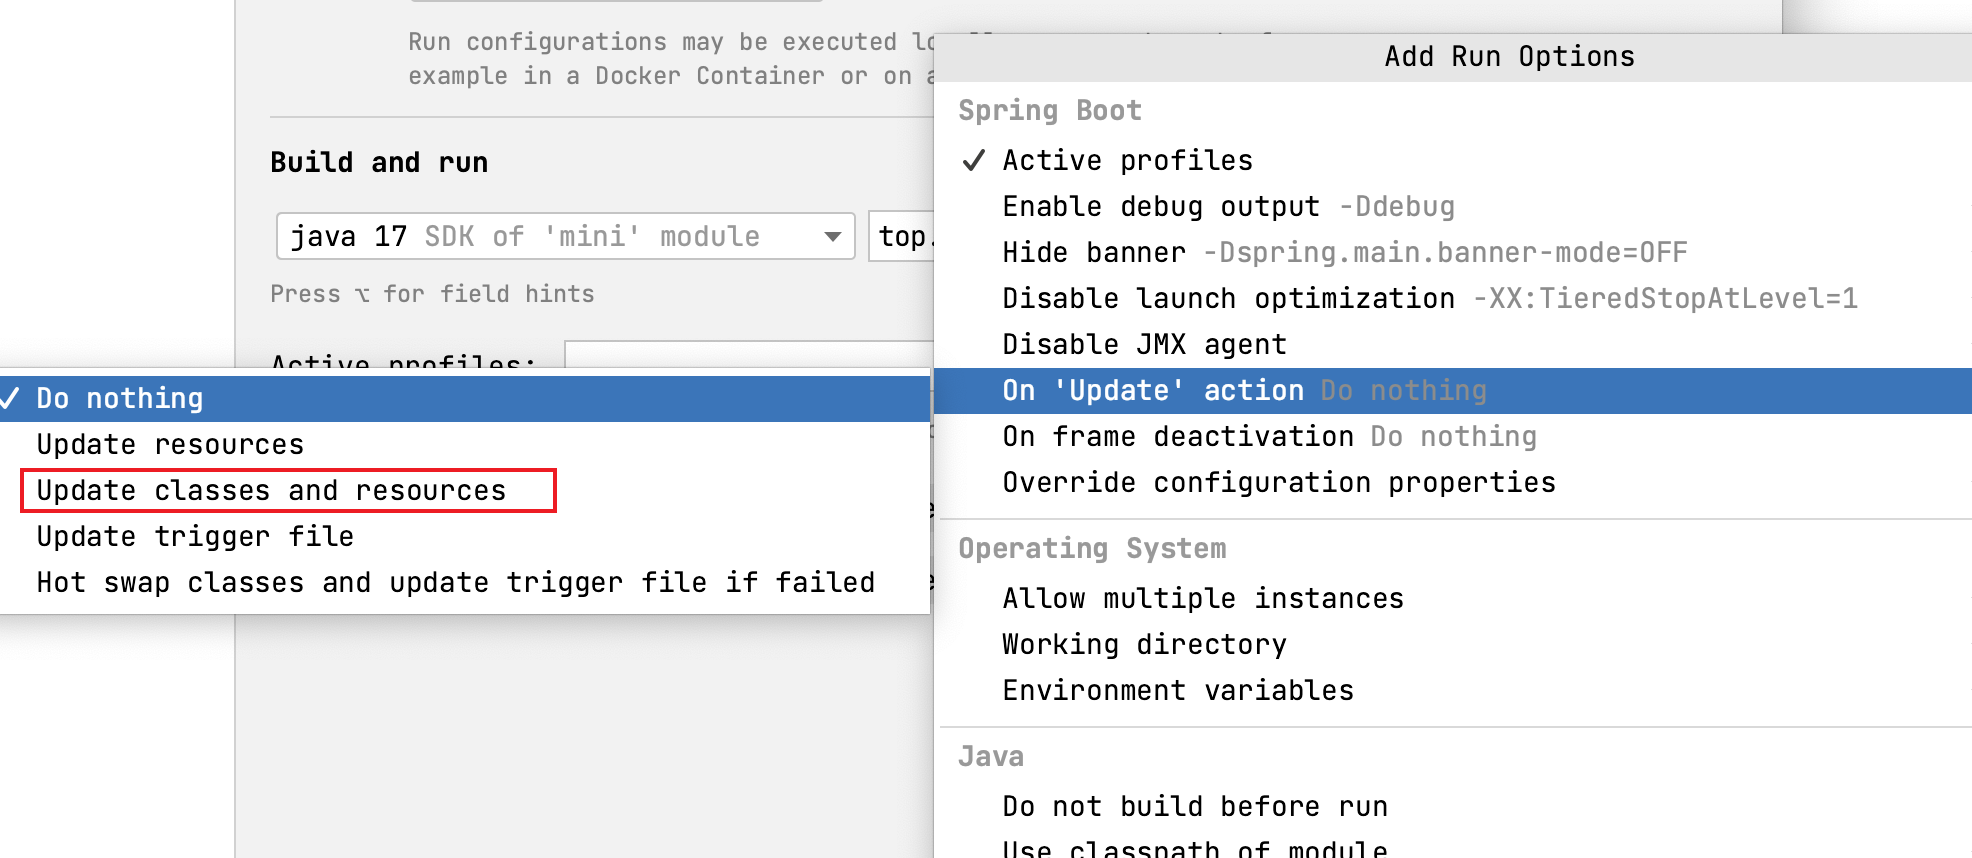 Run configurations may be executed
example in a Docker Container or on
Build and run
java 17 SDK of 'mini' module
top.
Press ⌥ for field hints
Active profiles:
Do nothing
Update resources
Update classes and resources
Update trigger file
Hot swap classes and update trigger file if failed
Add Run Options
Spring Boot
Active profiles
Enable debug output -Ddebug
Hide banner -Dspring.main.banner-mode=OFF
Disable launch optimization -XX:TieredStopAtLevel=1
Disable JMX agent
On 'Update' action Do nothing
On frame deactivation Do nothing
Override configuration properties
Operating System
Allow multiple instances
Working directory
Environment variables
Java
Do not build before run
Use classpath of module